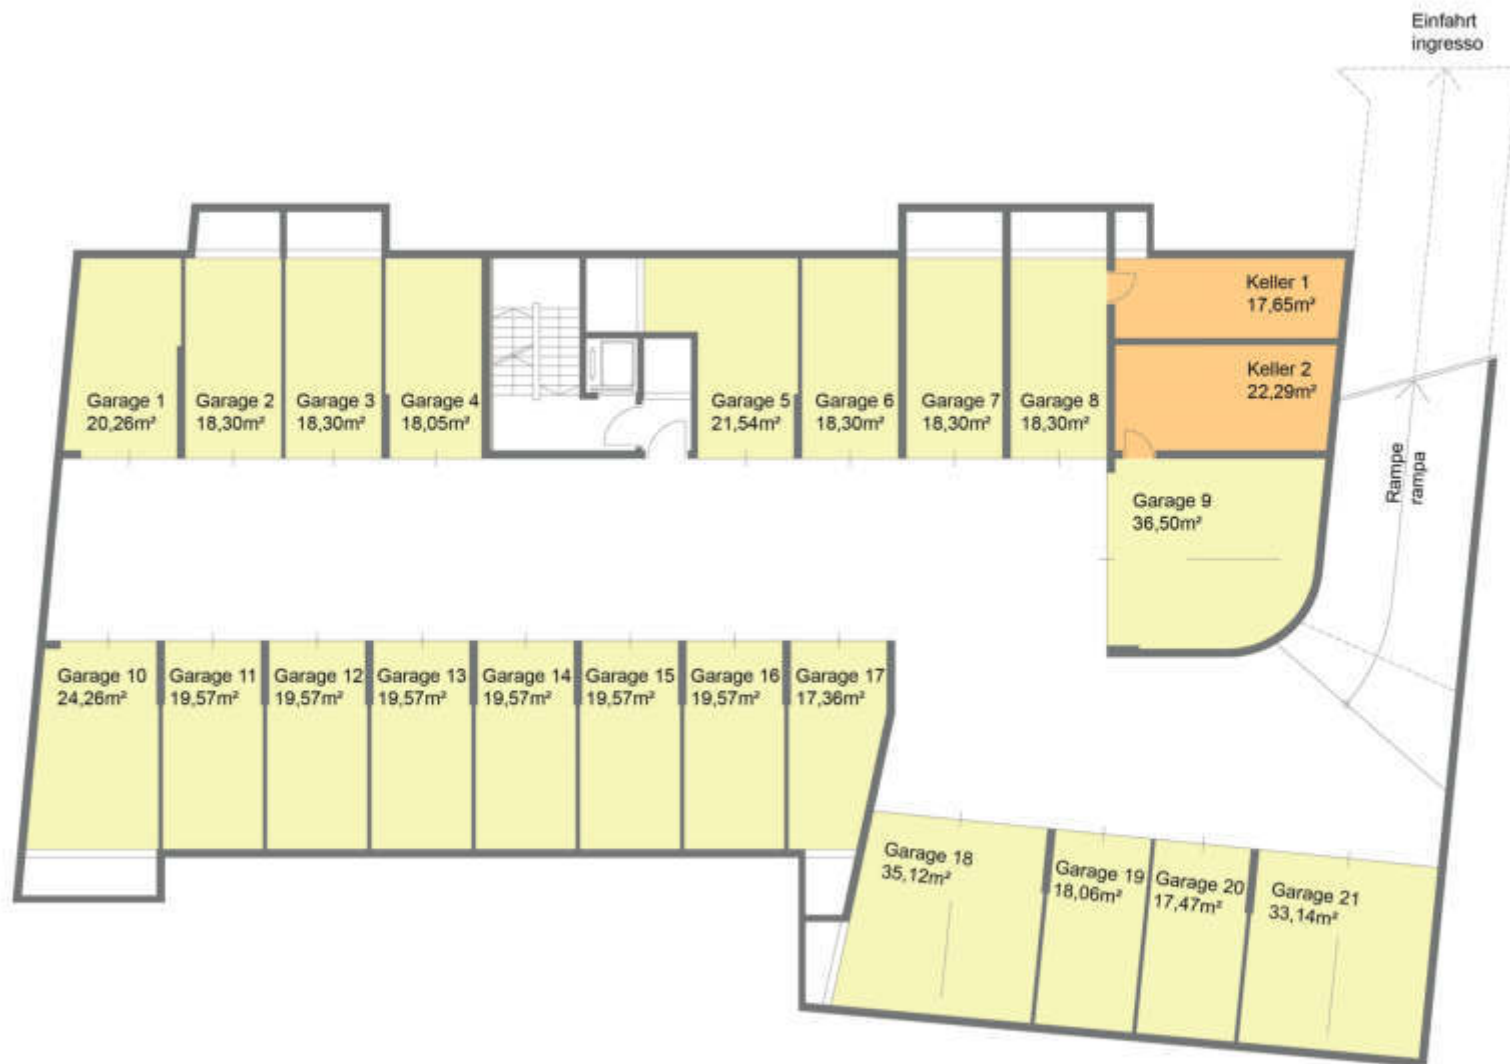 Einfahrt
ingresso
Keller 1
17,65m²
Keller 2
22,29m²
Garage 1
20,26m²
Garage 2
18,30m²
Garage 3
18,30m²
Garage 4
18,05m²
Garage 5
21,54m²
Garage 6
18,30m²
Garage 7
18,30m²
Garage 8
18,30m²
Rampe
rampa
Garage 9
36,50m²
Garage 10
24,26m²
Garage 11
19,57m²
Garage 12
19,57m²
Garage 13
19,57m²
Garage 14
19,57m²
Garage 15
19,57m²
Garage 16
19,57m²
Garage 17
17,36m²
Garage 18
35,12m²
Garage 19
18,06m²
Garage 20
17,47m²
Garage 21
33,14m²